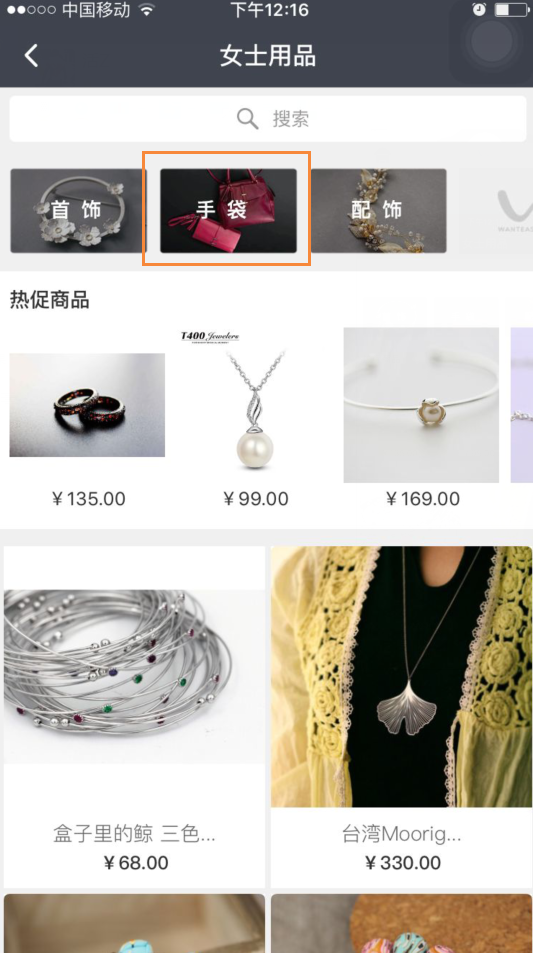 中国移动
下午12:16
女士用品
搜索
首 饰
手 袋
配 饰
热促商品
T400 Jewelers
￥135.00
￥99.00
￥169.00
盒子里的鲸 三色...
￥68.00
台湾Moorig...
￥330.00